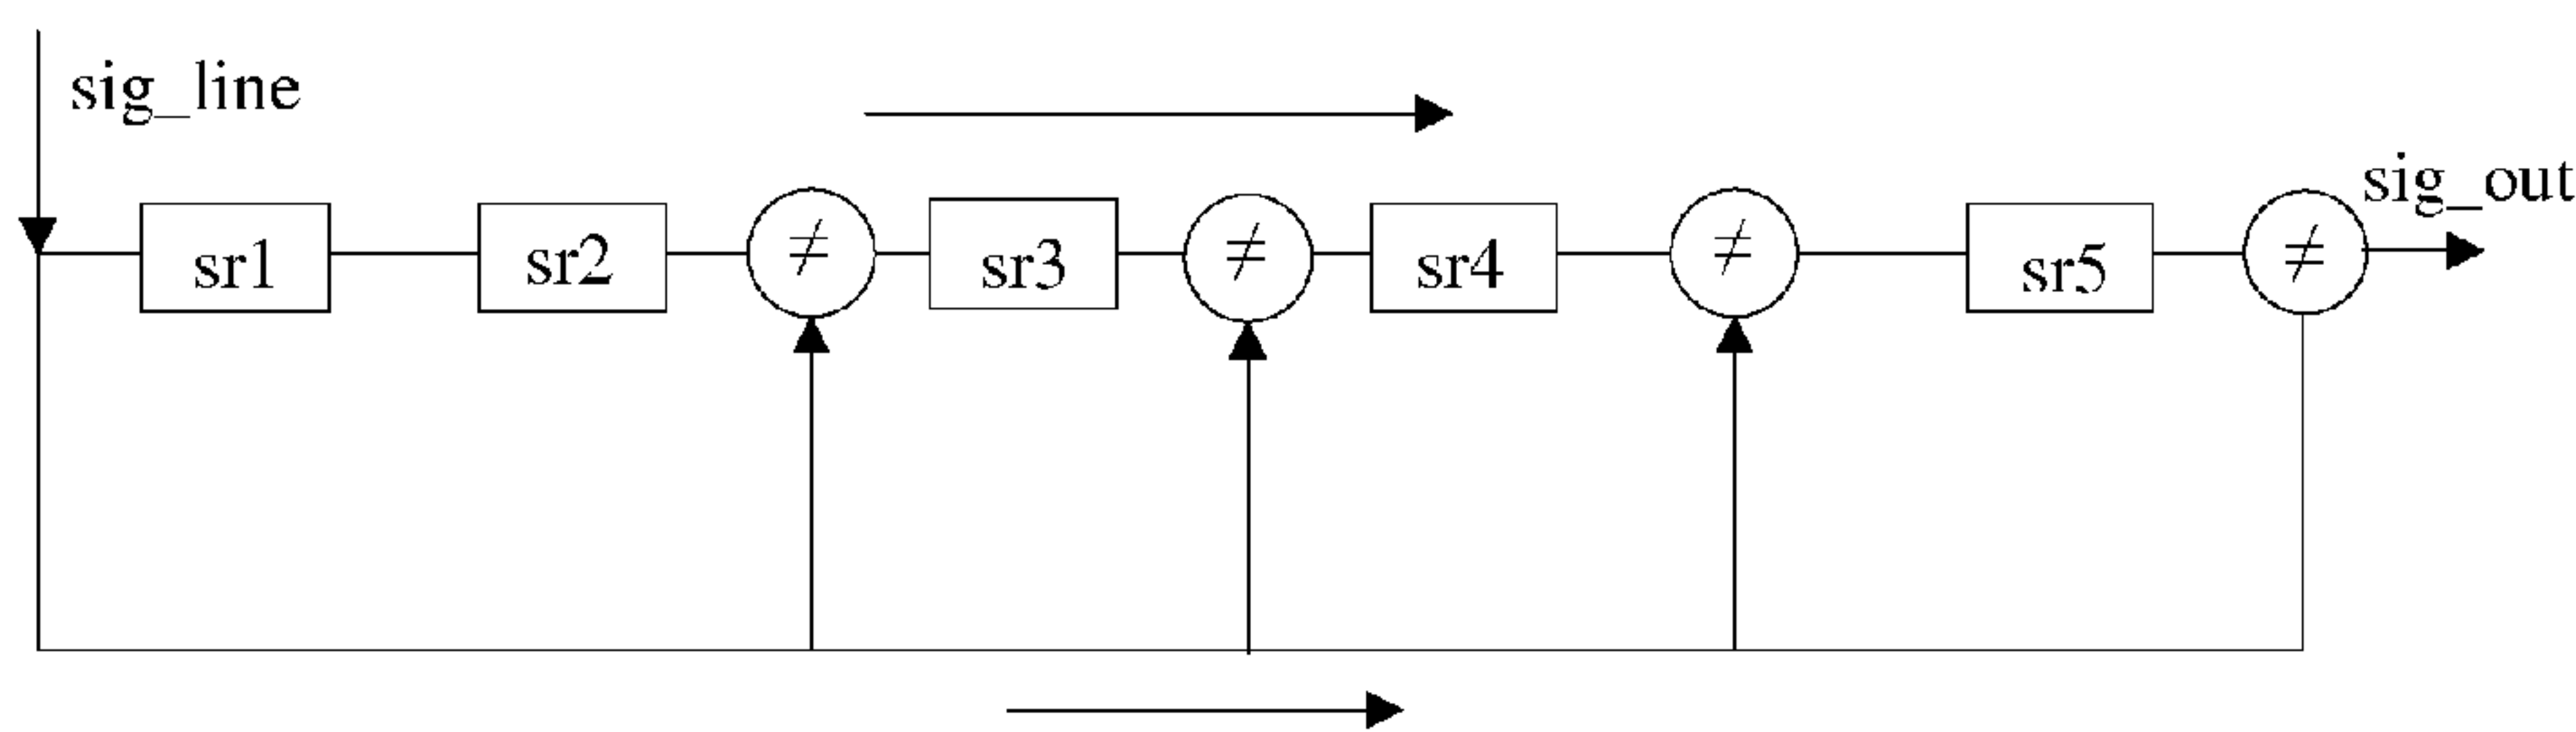 sig_line
sig_out
sr1 sr2 ≠ sr3 ≠ sr4 ≠ sr5 ≠